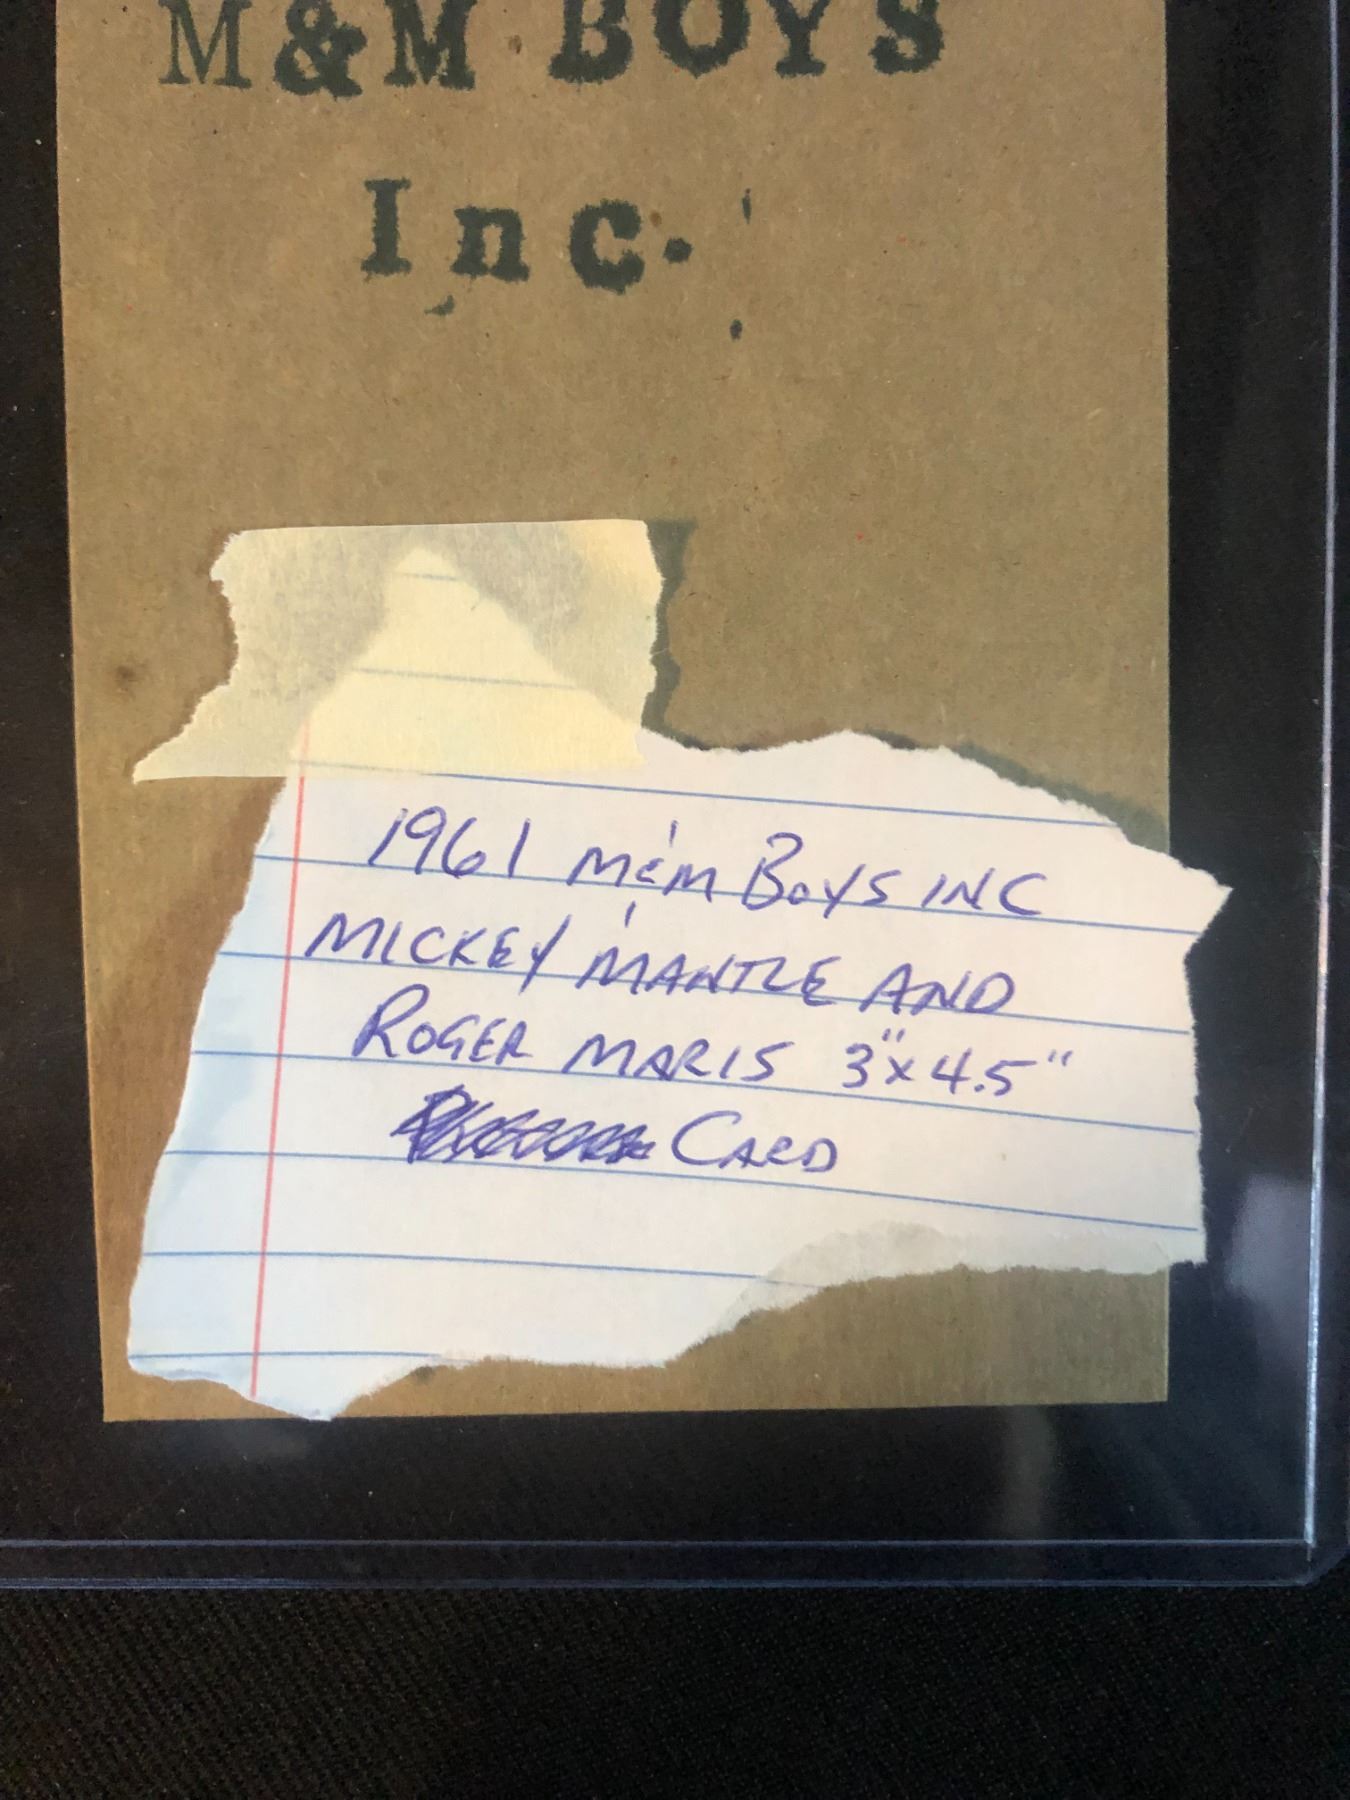 M&M BOYS
Inc.
1961 M&M BOYS INC
MICKEY MANTLE AND
ROGER MARIS 3"x4.5"
CARD